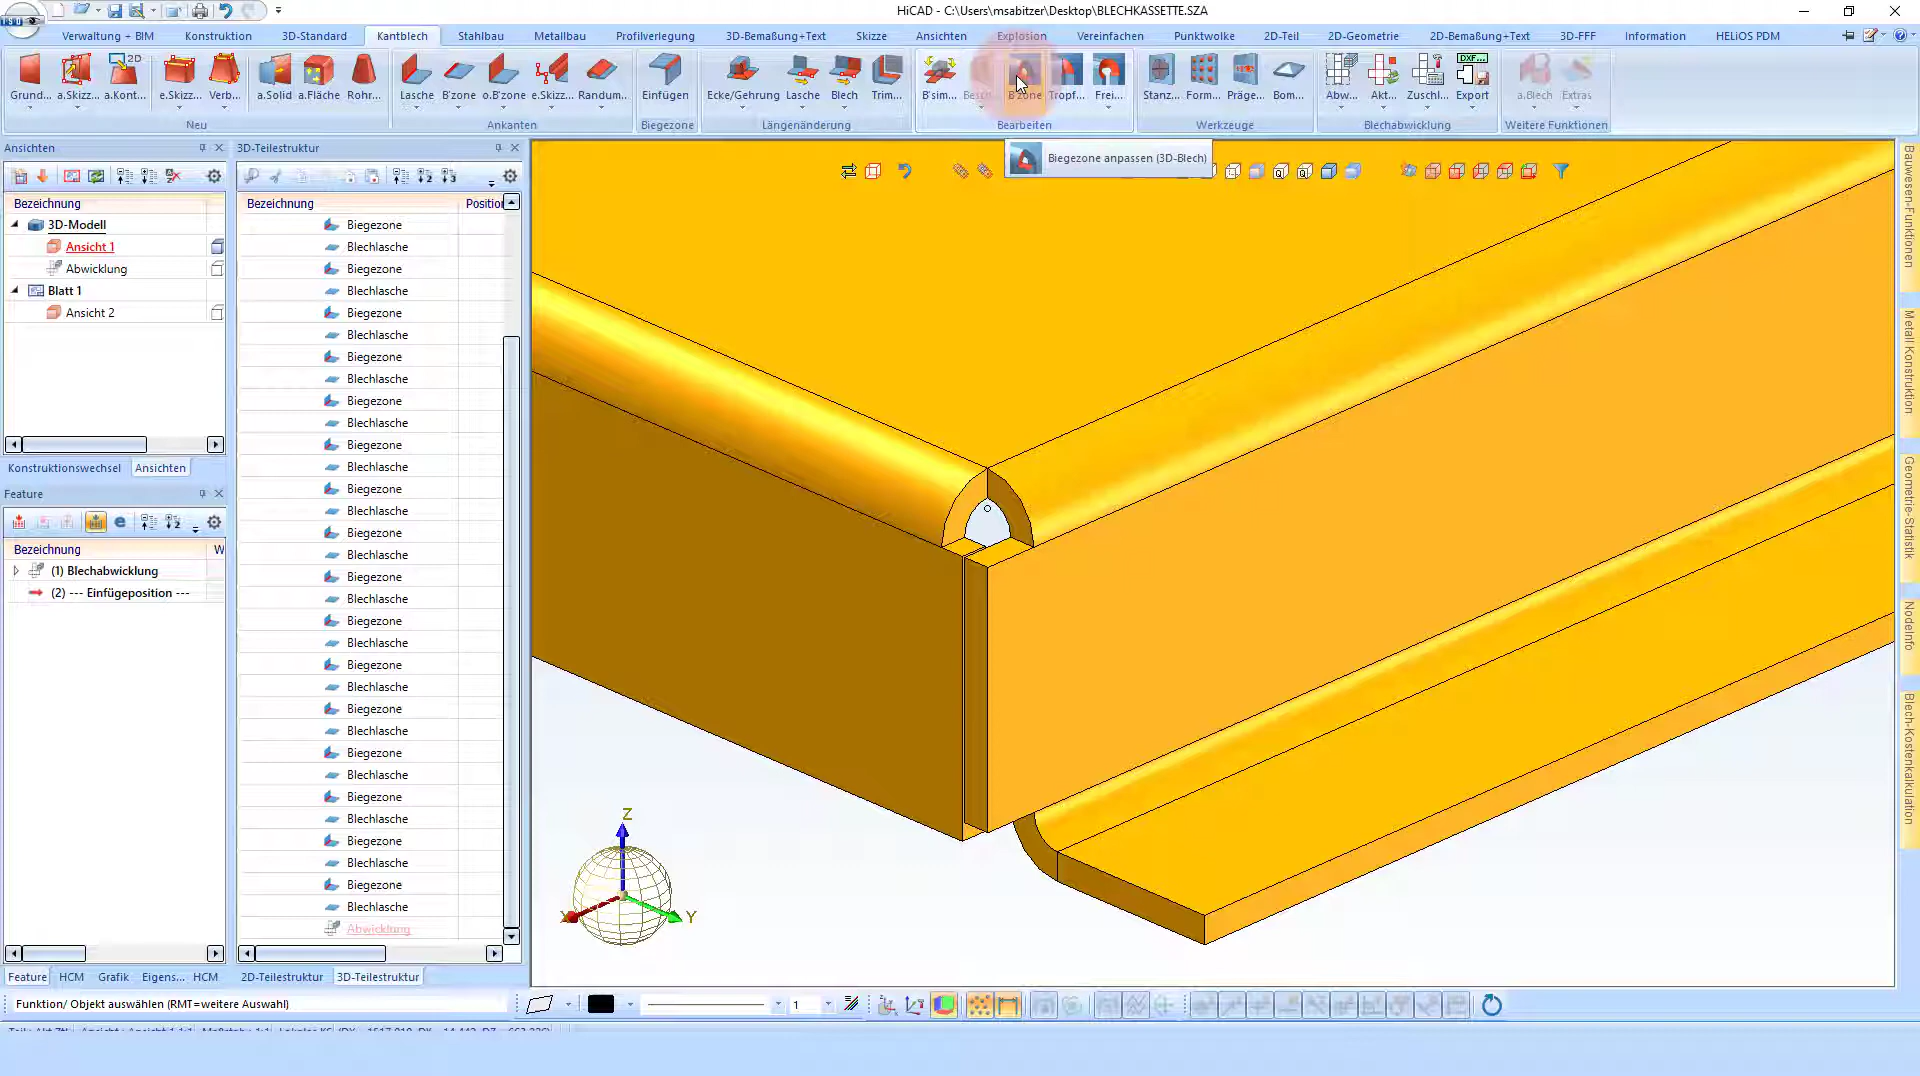 HiCAD - C:\Users\msabitzer\Desktop\BLECHKASSETTE.SZA
ISD
Verwaltung + BIM Konstruktion 3D-Standard Kantblech Stahlbau Metallbau Profilverlegung 3D-Bemaßung+Text Skizze Ansichten Explosion Vereinfachen Punktwolke 2D-Teil 2D-Geometrie 2D-Bemaßung+Text 3D-FFF Information HELiOS PDM
Grund... a.Skizz... a.Kont... e.Skizz... Verb... a.Solid a.Fläche Rohr... Lasche B'zone o.B'zone e.Skizz... Randum... Einfügen Ecke/Gehrung Lasche Blech Trim... B'sim... Besch... B'zone Tropf... Frei... Stanz... Form... Präge... Bom... Abw... Akt... Zuschl... Export a.Blech Extras
Neu Ankanten Biegezone Längenänderung Bearbeiten Werkzeuge Blechabwicklung Weitere Funktionen
Biegezone anpassen (3D-Blech)
Ansichten
Bezeichnung
3D-Modell
Ansicht 1
Abwicklung
Blatt 1
Ansicht 2
Konstruktionswechsel Ansichten
Feature
Bezeichnung W
(1) Blechabwicklung
(2) --- Einfügeposition ---
Feature HCM Grafik Eigens... HCM
3D-Teilestruktur
Bezeichnung Position
Biegezone
Blechlasche
Biegezone
Blechlasche
Biegezone
Blechlasche
Biegezone
Blechlasche
Biegezone
Blechlasche
Biegezone
Blechlasche
Biegezone
Blechlasche
Biegezone
Blechlasche
Biegezone
Blechlasche
Biegezone
Blechlasche
Biegezone
Blechlasche
Biegezone
Blechlasche
Biegezone
Blechlasche
Biegezone
Blechlasche
Biegezone
Blechlasche
Biegezone
Blechlasche
Abwicklung
2D-Teilestruktur 3D-Teilestruktur
Z
X
Y
Bauwesen-Funktionen
Metall Konstruktion
Geometrie-Statistik
NodeInfo
Blech-Kostenkalkulation
Funktion/ Objekt auswählen (RMT=weitere Auswahl)
1